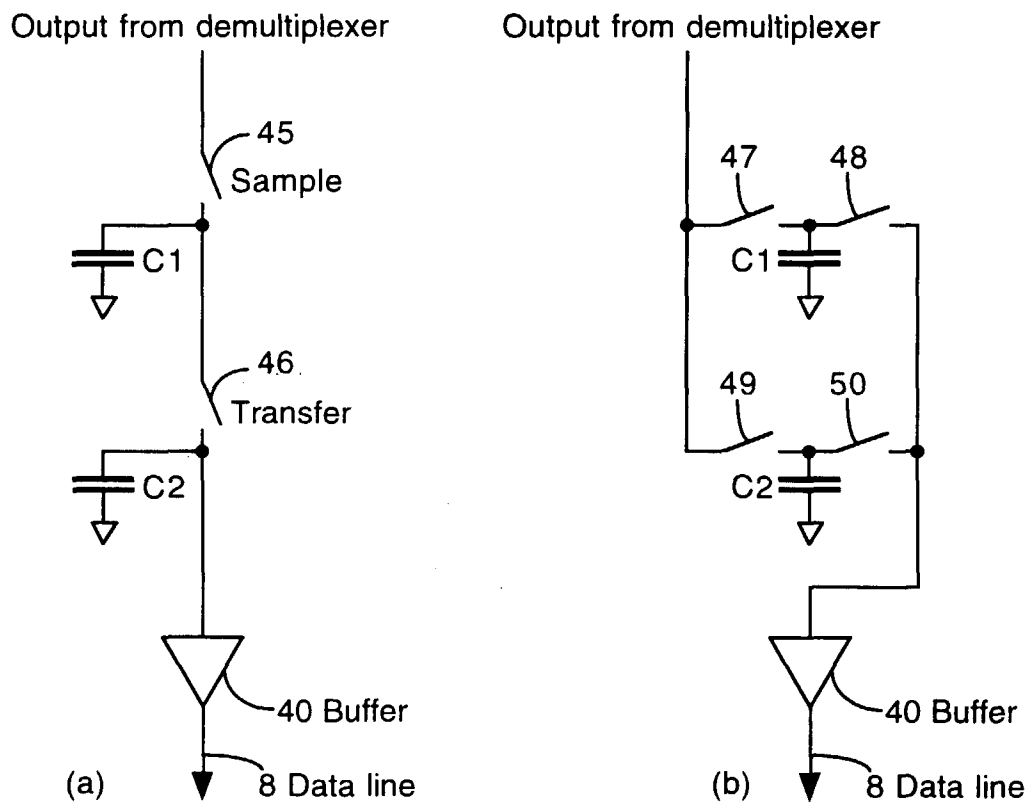 Output from demultiplexer
45
Sample
C1
46
Transfer
C2
40 Buffer
8 Data line
(a)
Output from demultiplexer
47
48
C1
49
50
C2
40 Buffer
8 Data line
(b)